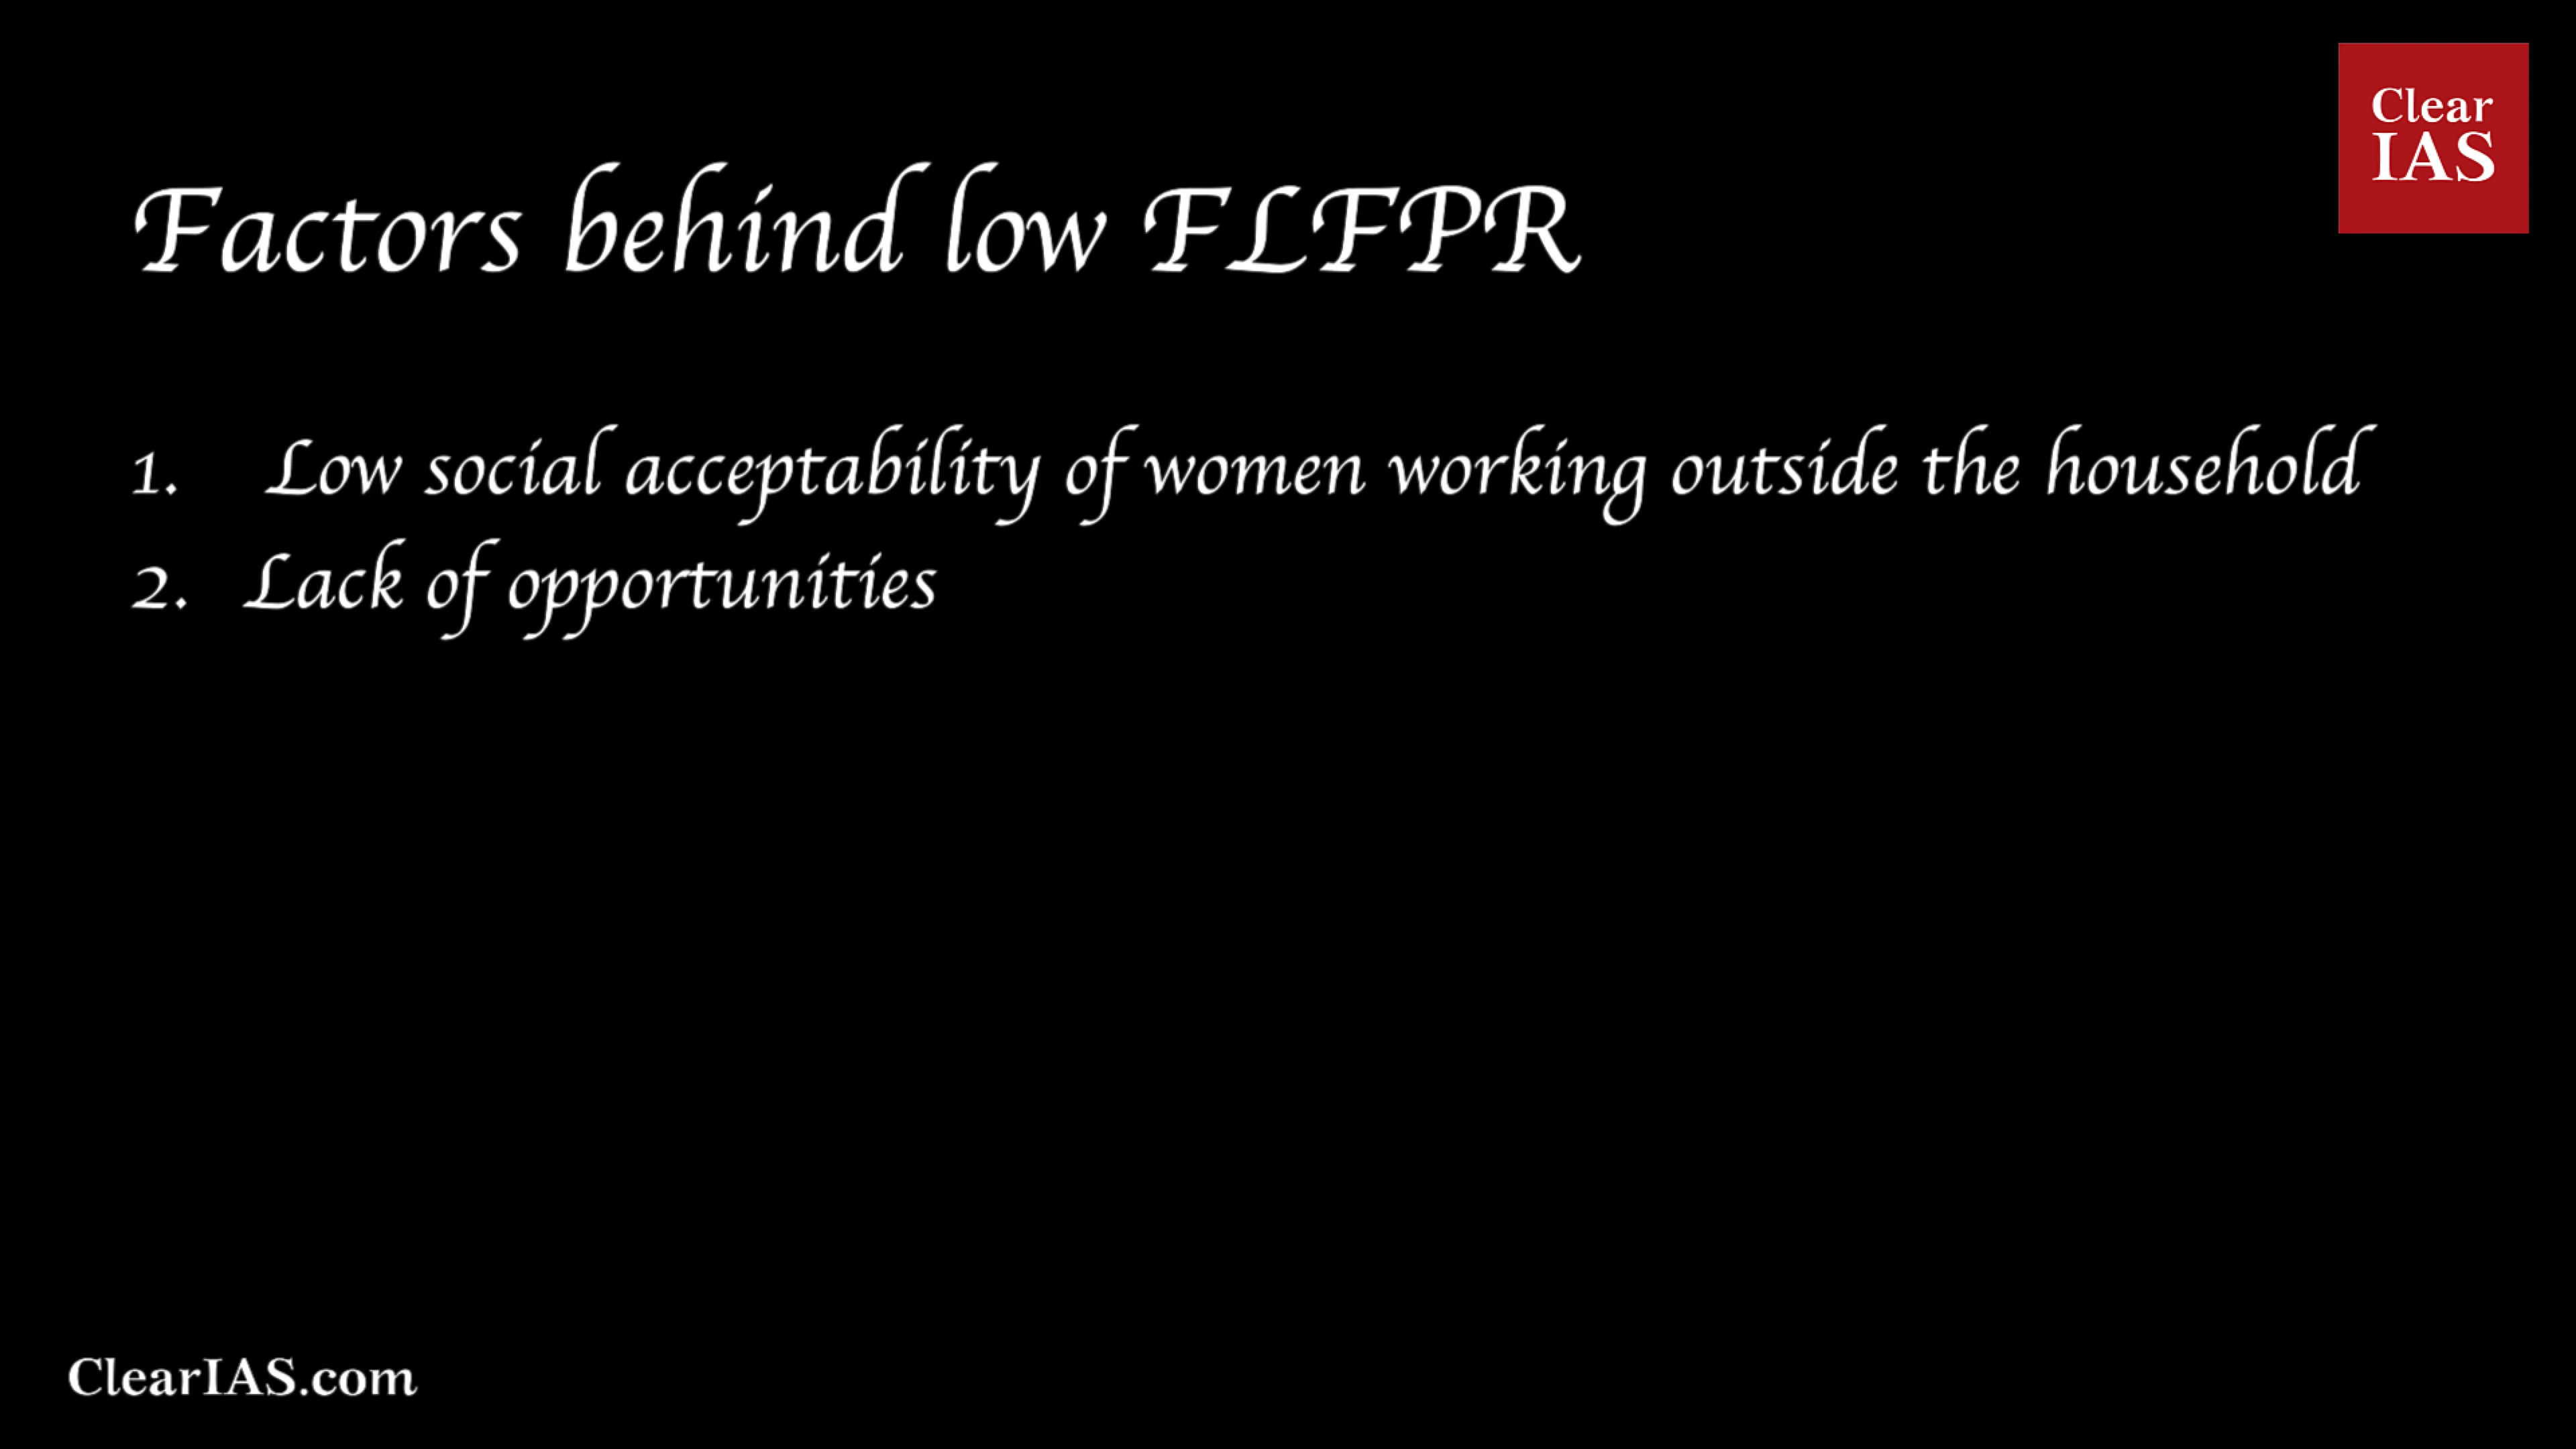 Clear
IAS
Factors behind low FLFPR
1. Low social acceptability of women working outside the household
2. Lack of opportunities
ClearIAS.com